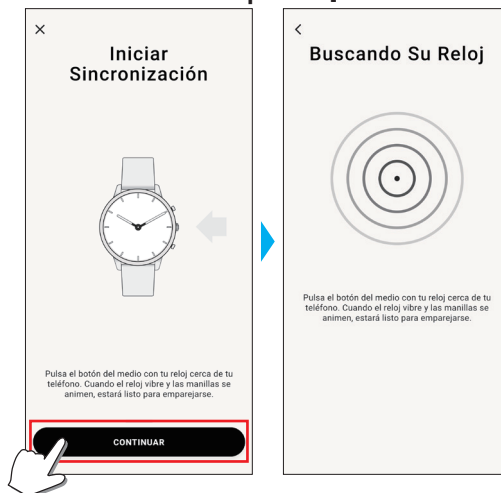 Iniciar
Sincronización
Pulsa el botón del medio con tu reloj cerca de tu
teléfono. Cuando el reloj vibre y las manillas se
animen, estará listo para emparejarse.
CONTINUAR
Buscando Su Reloj
Pulsa el botón del medio con tu reloj cerca de tu
teléfono. Cuando el reloj vibre y las manillas se
animen, estará listo para emparejarse.